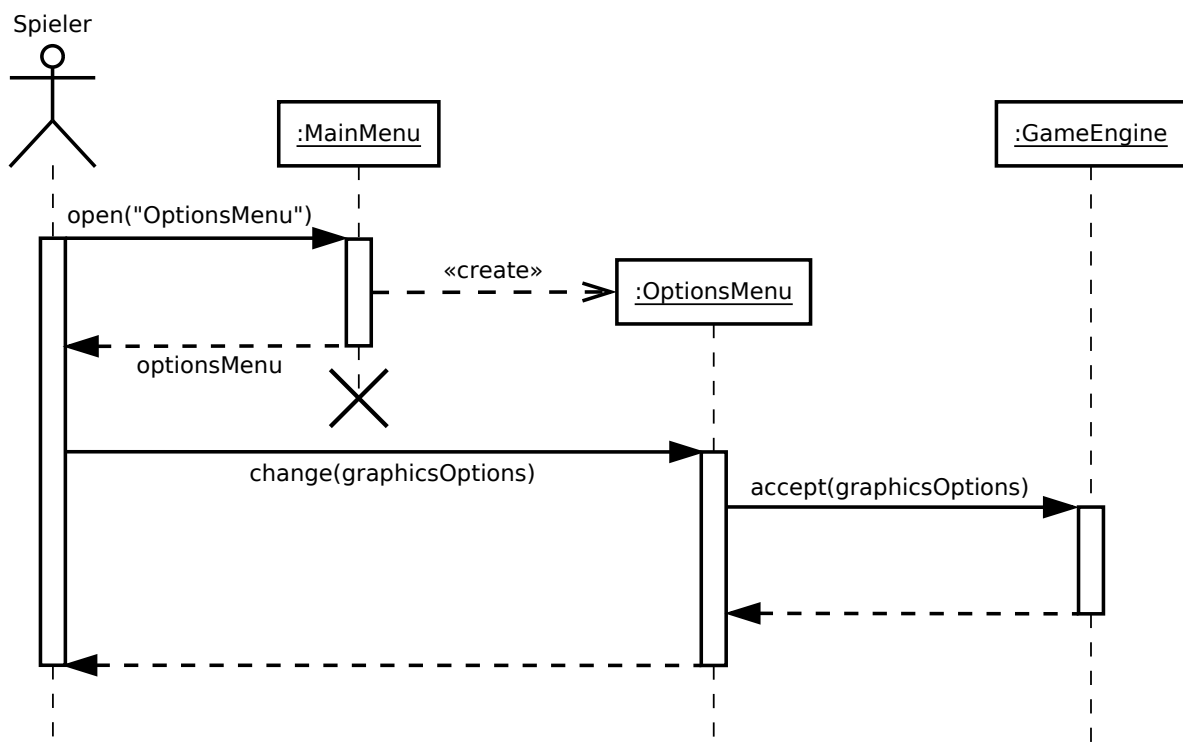 Spieler
:MainMenu
:GameEngine
open("OptionsMenu")
«create»
:OptionsMenu
optionsMenu
change(graphicsOptions)
accept(graphicsOptions)